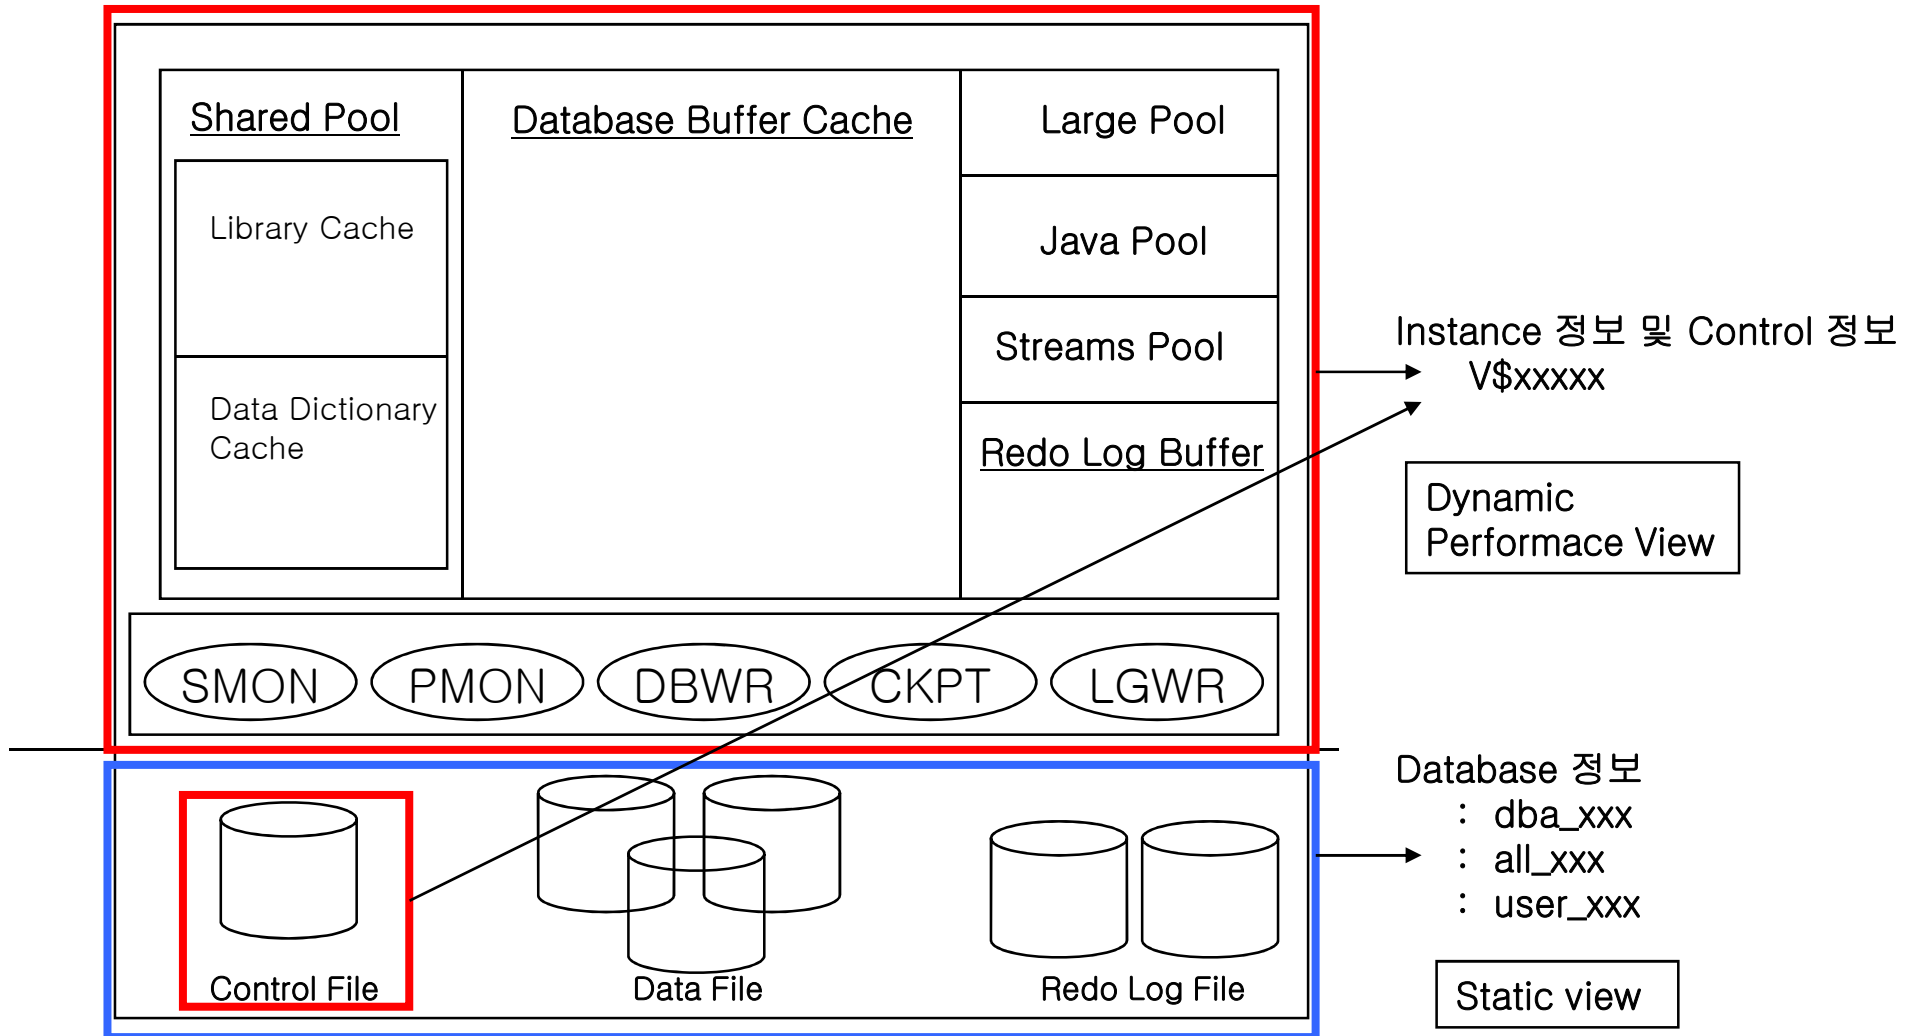 Shared Pool
Database Buffer Cache
Large Pool
Library Cache
Java Pool
Streams Pool
Data Dictionary
Cache
Redo Log Buffer
Instance 정보 및 Control 정보
V$xxxxx
Dynamic
Performace View
SMON
PMON
DBWR
CKPT
LGWR
Database 정보
: dba_xxx
: all_xxx
: user_xxx
Control File
Data File
Redo Log File
Static view